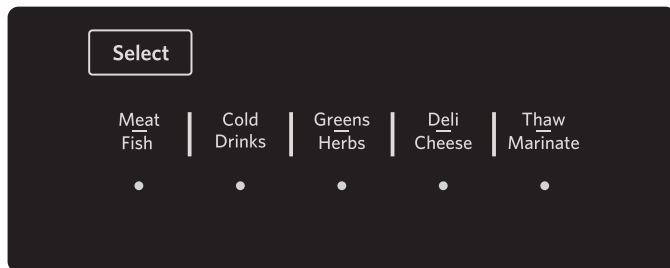 Select
Meat
Fish
Cold
Drinks
Greens
Herbs
Deli
Cheese
Thaw
Marinate